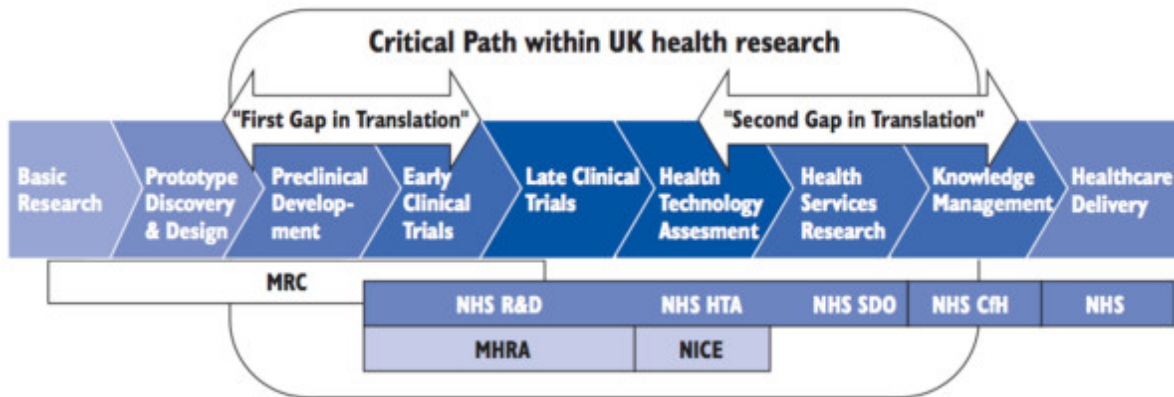 Critical Path within UK health research
"First Gap in Translation"
"Second Gap in Translation"
Basic
Research
Prototype
Discovery
& Design
Preclinical
Develop-
ment
Early
Clinical
Trials
Late Clinical
Trials
Health
Technology
Assesment
Health
Services
Research
Knowledge
Management
Healthcare
Delivery
MRC
NHS R&D
NHS HTA
NHS SDO
NHS CfH
NHS
MHRA
NICE